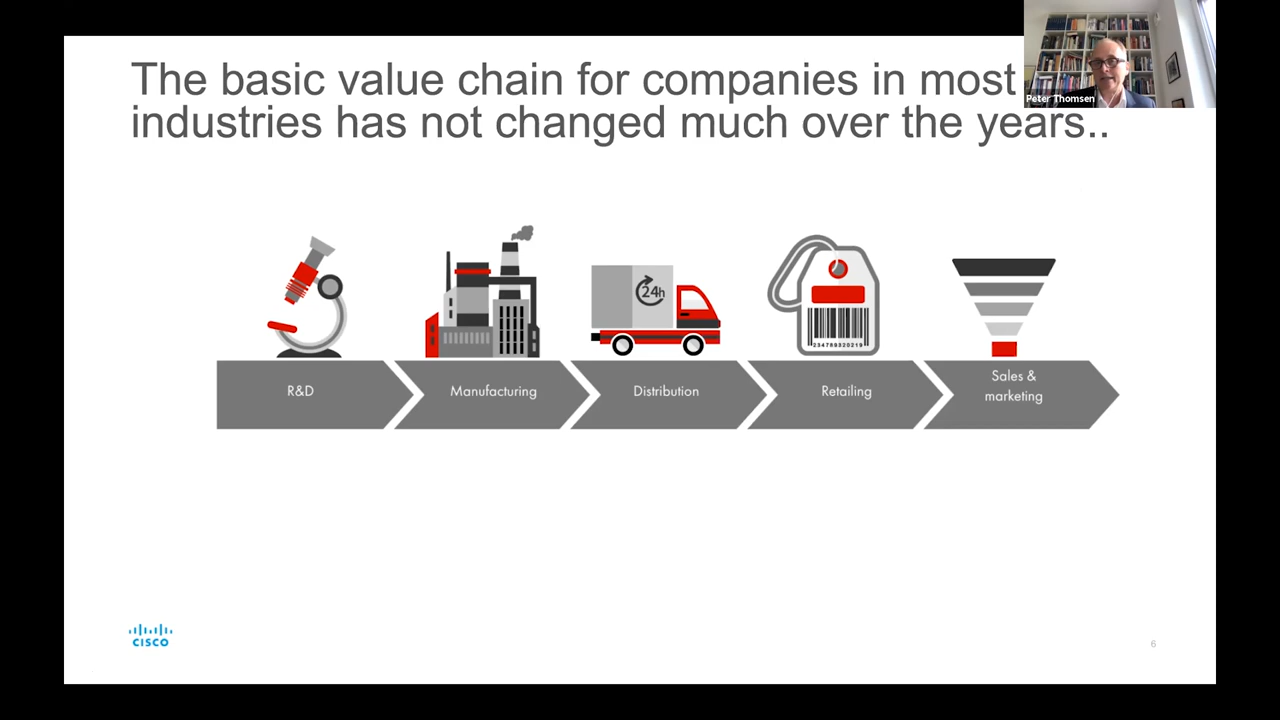 The basic value chain for companies in most
industries has not changed much over the years..
Peter Thomsen
24h
R&D
Manufacturing
Distribution
Retailing
Sales &
marketing
CISCO
6